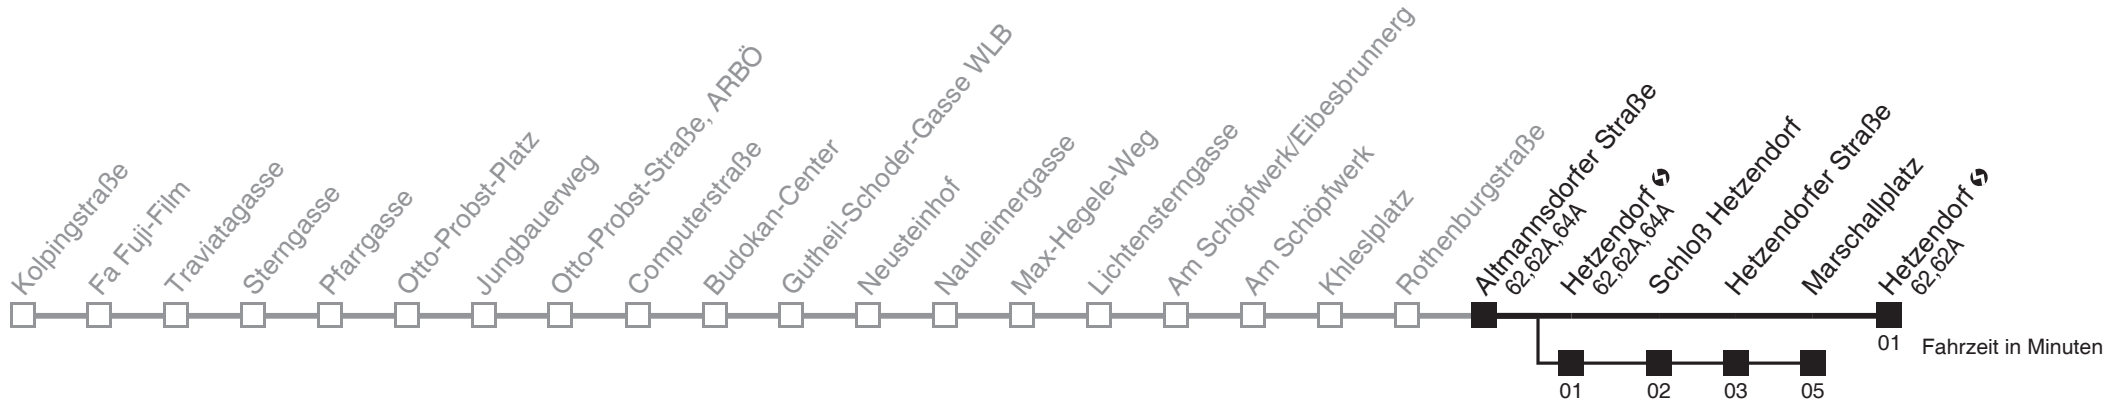 Kolpingstraße
Fa Fuji-Film
Traviatagasse
Sterngasse
Pfarrgasse
Otto-Probst-Platz
Jungbauerweg
Otto-Probst-Straße, ARBÖ
Computerstraße
Budokan-Center
Gutheil-Schoder-Gasse WLB
Neusteinhof
Nauheimergasse
Max-Hegele-Weg
Lichtensterngasse
Am Schöpfwerk/Eibesbrunnerg
Am Schöpfwerk
Khleslplatz
Rothenburgstraße
Altmannsdorfer Straße
62,62A,64A
Hetzendorf
62,62A,64A
Schloß Hetzendorf
Hetzendorfer Straße
Marschallplatz
Hetzendorf
62,62A
01
Fahrzeit in Minuten
01
02
03
05